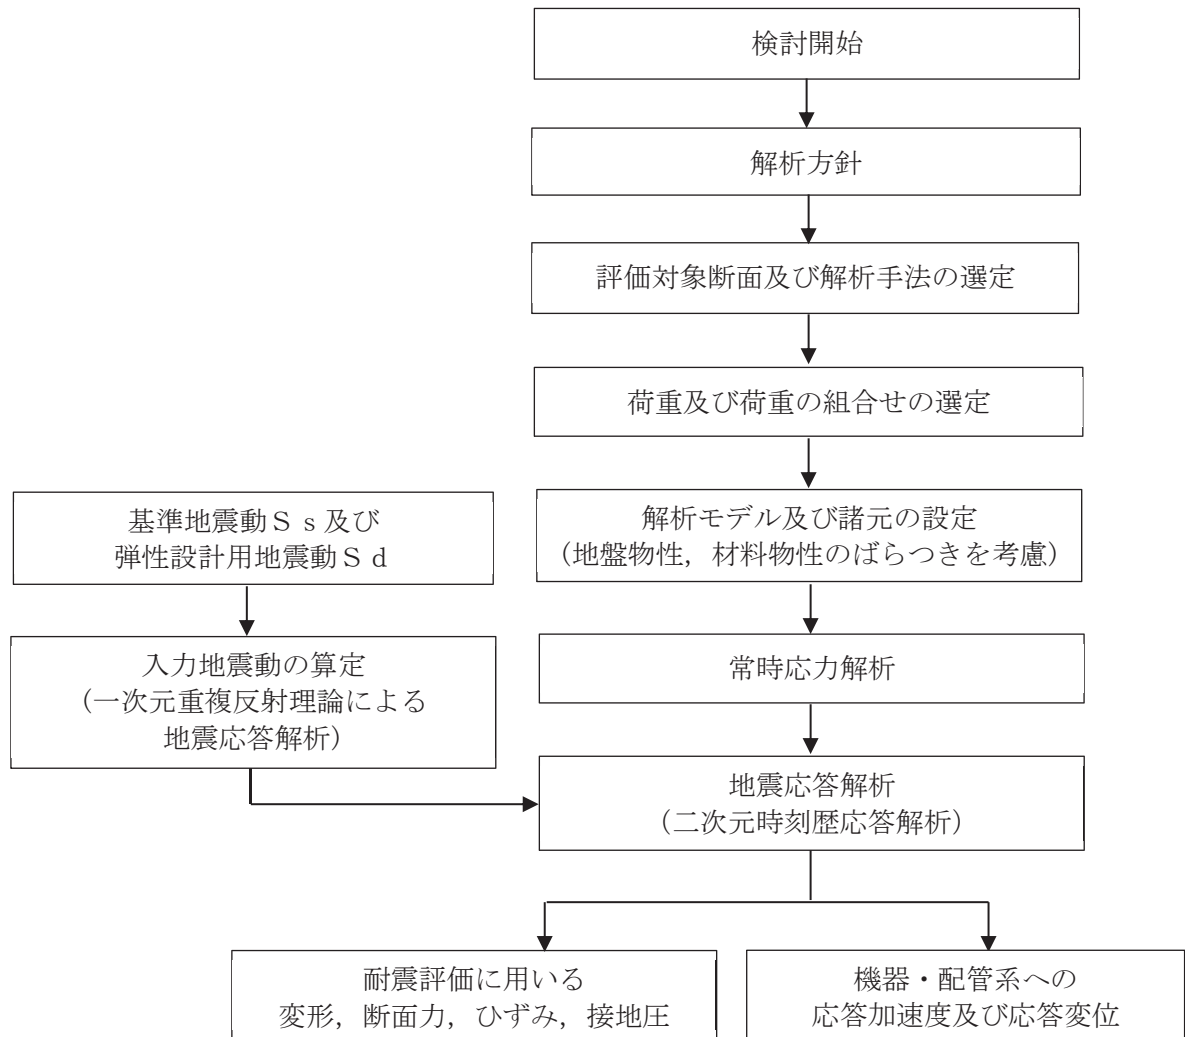 検討開始
解析方針
評価対象断面及び解析手法の選定
荷重及び荷重の組合せの選定
基準地震動Ｓｓ及び
弾性設計用地震動Ｓｄ
解析モデル及び諸元の設定
（地盤物性，材料物性のばらつきを考慮）
入力地震動の算定
（一次元重複反射理論による
地震応答解析）
常時応力解析
地震応答解析
（二次元時刻歴応答解析）
耐震評価に用いる
変形，断面力，ひずみ，接地圧
機器・配管系への
応答加速度及び応答変位